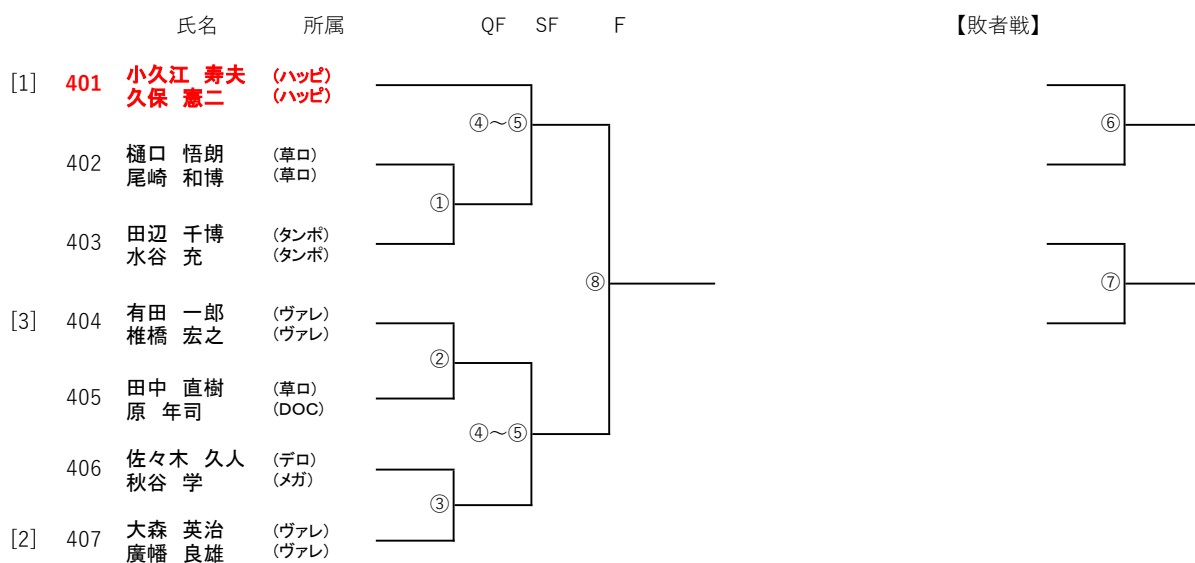 氏名 所属 QF SF F 【敗者戦】
[1] 401 小久江 寿夫 (ハッピ)
久保 憲二 (ハッピ)
④～⑤ ⑥
402 樋口 悟朗 (草ロ)
尾崎 和博 (草ロ)
①
403 田辺 千博 (タンポ)
水谷 充 (タンポ)
⑧ ⑦
[3] 404 有田 一郎 (ヴァレ)
椎橋 宏之 (ヴァレ)
②
405 田中 直樹 (草ロ)
原 年司 (DOC)
④～⑤
406 佐々木 久人 (デロ)
秋谷 学 (メガ)
③
[2] 407 大森 英治 (ヴァレ)
廣幡 良雄 (ヴァレ)